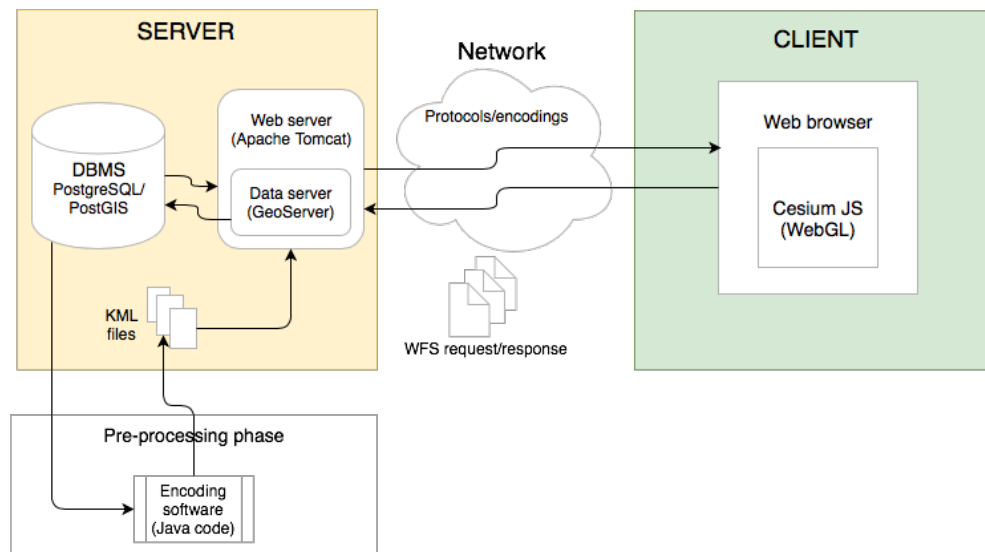 SERVER
Network
CLIENT
Web server
(Apache Tomcat)
Protocols/encodings
Web browser
DBMS
PostgreSQL/
PostGIS
Data server
(GeoServer)
Cesium JS
(WebGL)
KML
files
WFS request/response
Pre-processing phase
Encoding
software
(Java code)